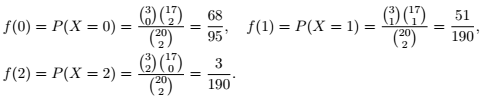 f(0) = P(X = 0) = \frac{\binom{3}{0}\binom{17}{2}}{\binom{20}{2}} = \frac{68}{95}, f(1) = P(X = 1) = \frac{\binom{3}{1}\binom{17}{1}}{\binom{20}{2}} = \frac{51}{190},
f(2) = P(X = 2) = \frac{\binom{3}{2}\binom{17}{0}}{\binom{20}{2}} = \frac{3}{190}.